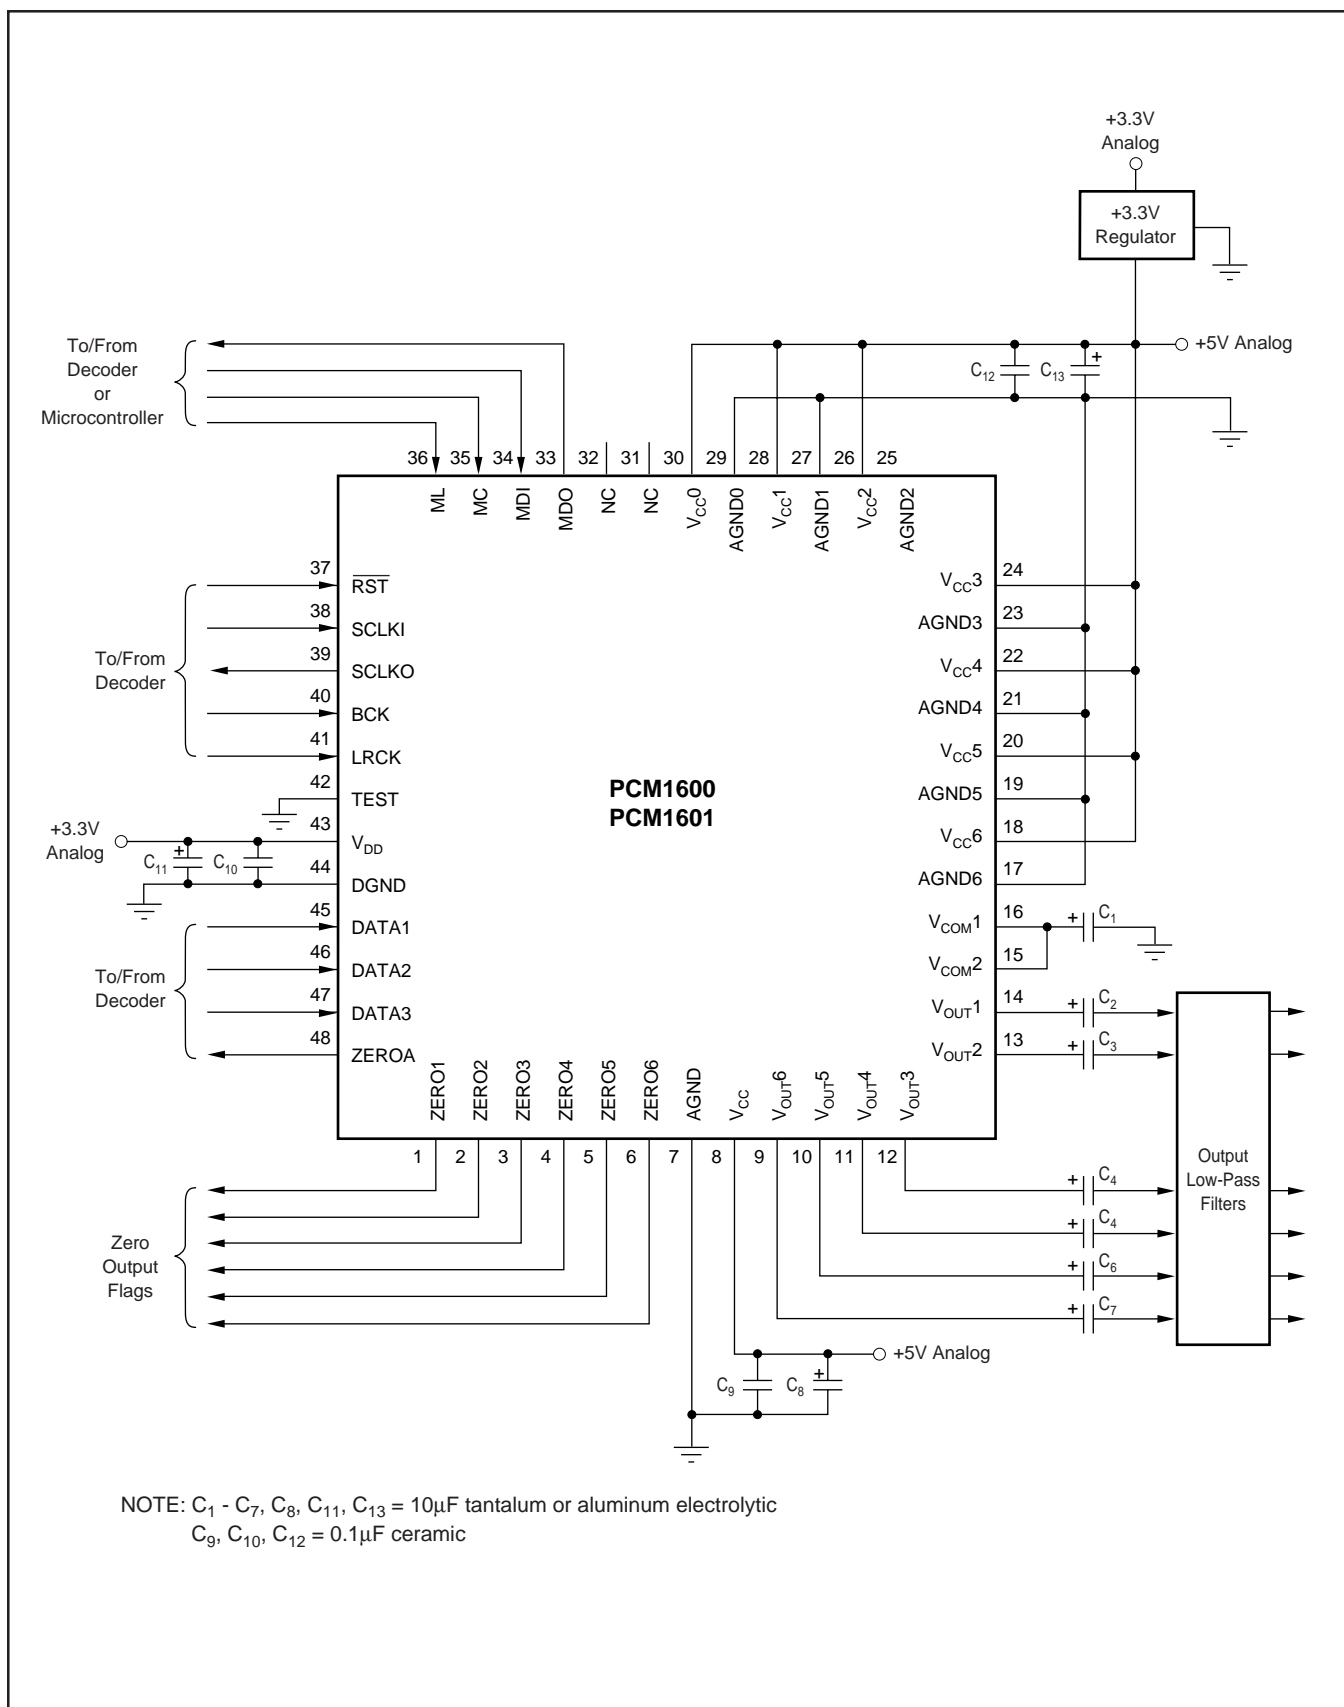 +3.3V
Analog
+3.3V
Regulator
+5V Analog
To/From
Decoder
or
Microcontroller
C12
C13
+
36
35
34
33
32
31
30
29
28
27
26
25
ML
MC
MDI
MDO
NC
NC
VCC0
AGND0
VCC1
AGND1
VCC2
AGND2
To/From
Decoder
37
RST
38
SCLKI
39
SCLKO
40
BCK
41
LRCK
42
TEST
+3.3V
Analog
43
VDD
C11
+
C10
44
DGND
To/From
Decoder
45
DATA1
46
DATA2
47
DATA3
48
ZEROA
PCM1600
PCM1601
VCC3
24
AGND3
23
VCC4
22
AGND4
21
VCC5
20
AGND5
19
VCC6
18
AGND6
17
VCOM1
16
+
C1
VCOM2
15
VOUT1
14
+
C2
VOUT2
13
+
C3
ZERO1
ZERO2
ZERO3
ZERO4
ZERO5
ZERO6
AGND
VCC
VOUT6
VOUT5
VOUT4
VOUT3
1
2
3
4
5
6
7
8
9
10
11
12
Zero
Output
Flags
+
C4
+
C4
+
C6
+
C7
Output
Low-Pass
Filters
+5V Analog
C9
C8
+
NOTE: C1 - C7, C8, C11, C13 = 10µF tantalum or aluminum electrolytic
C9, C10, C12 = 0.1µF ceramic